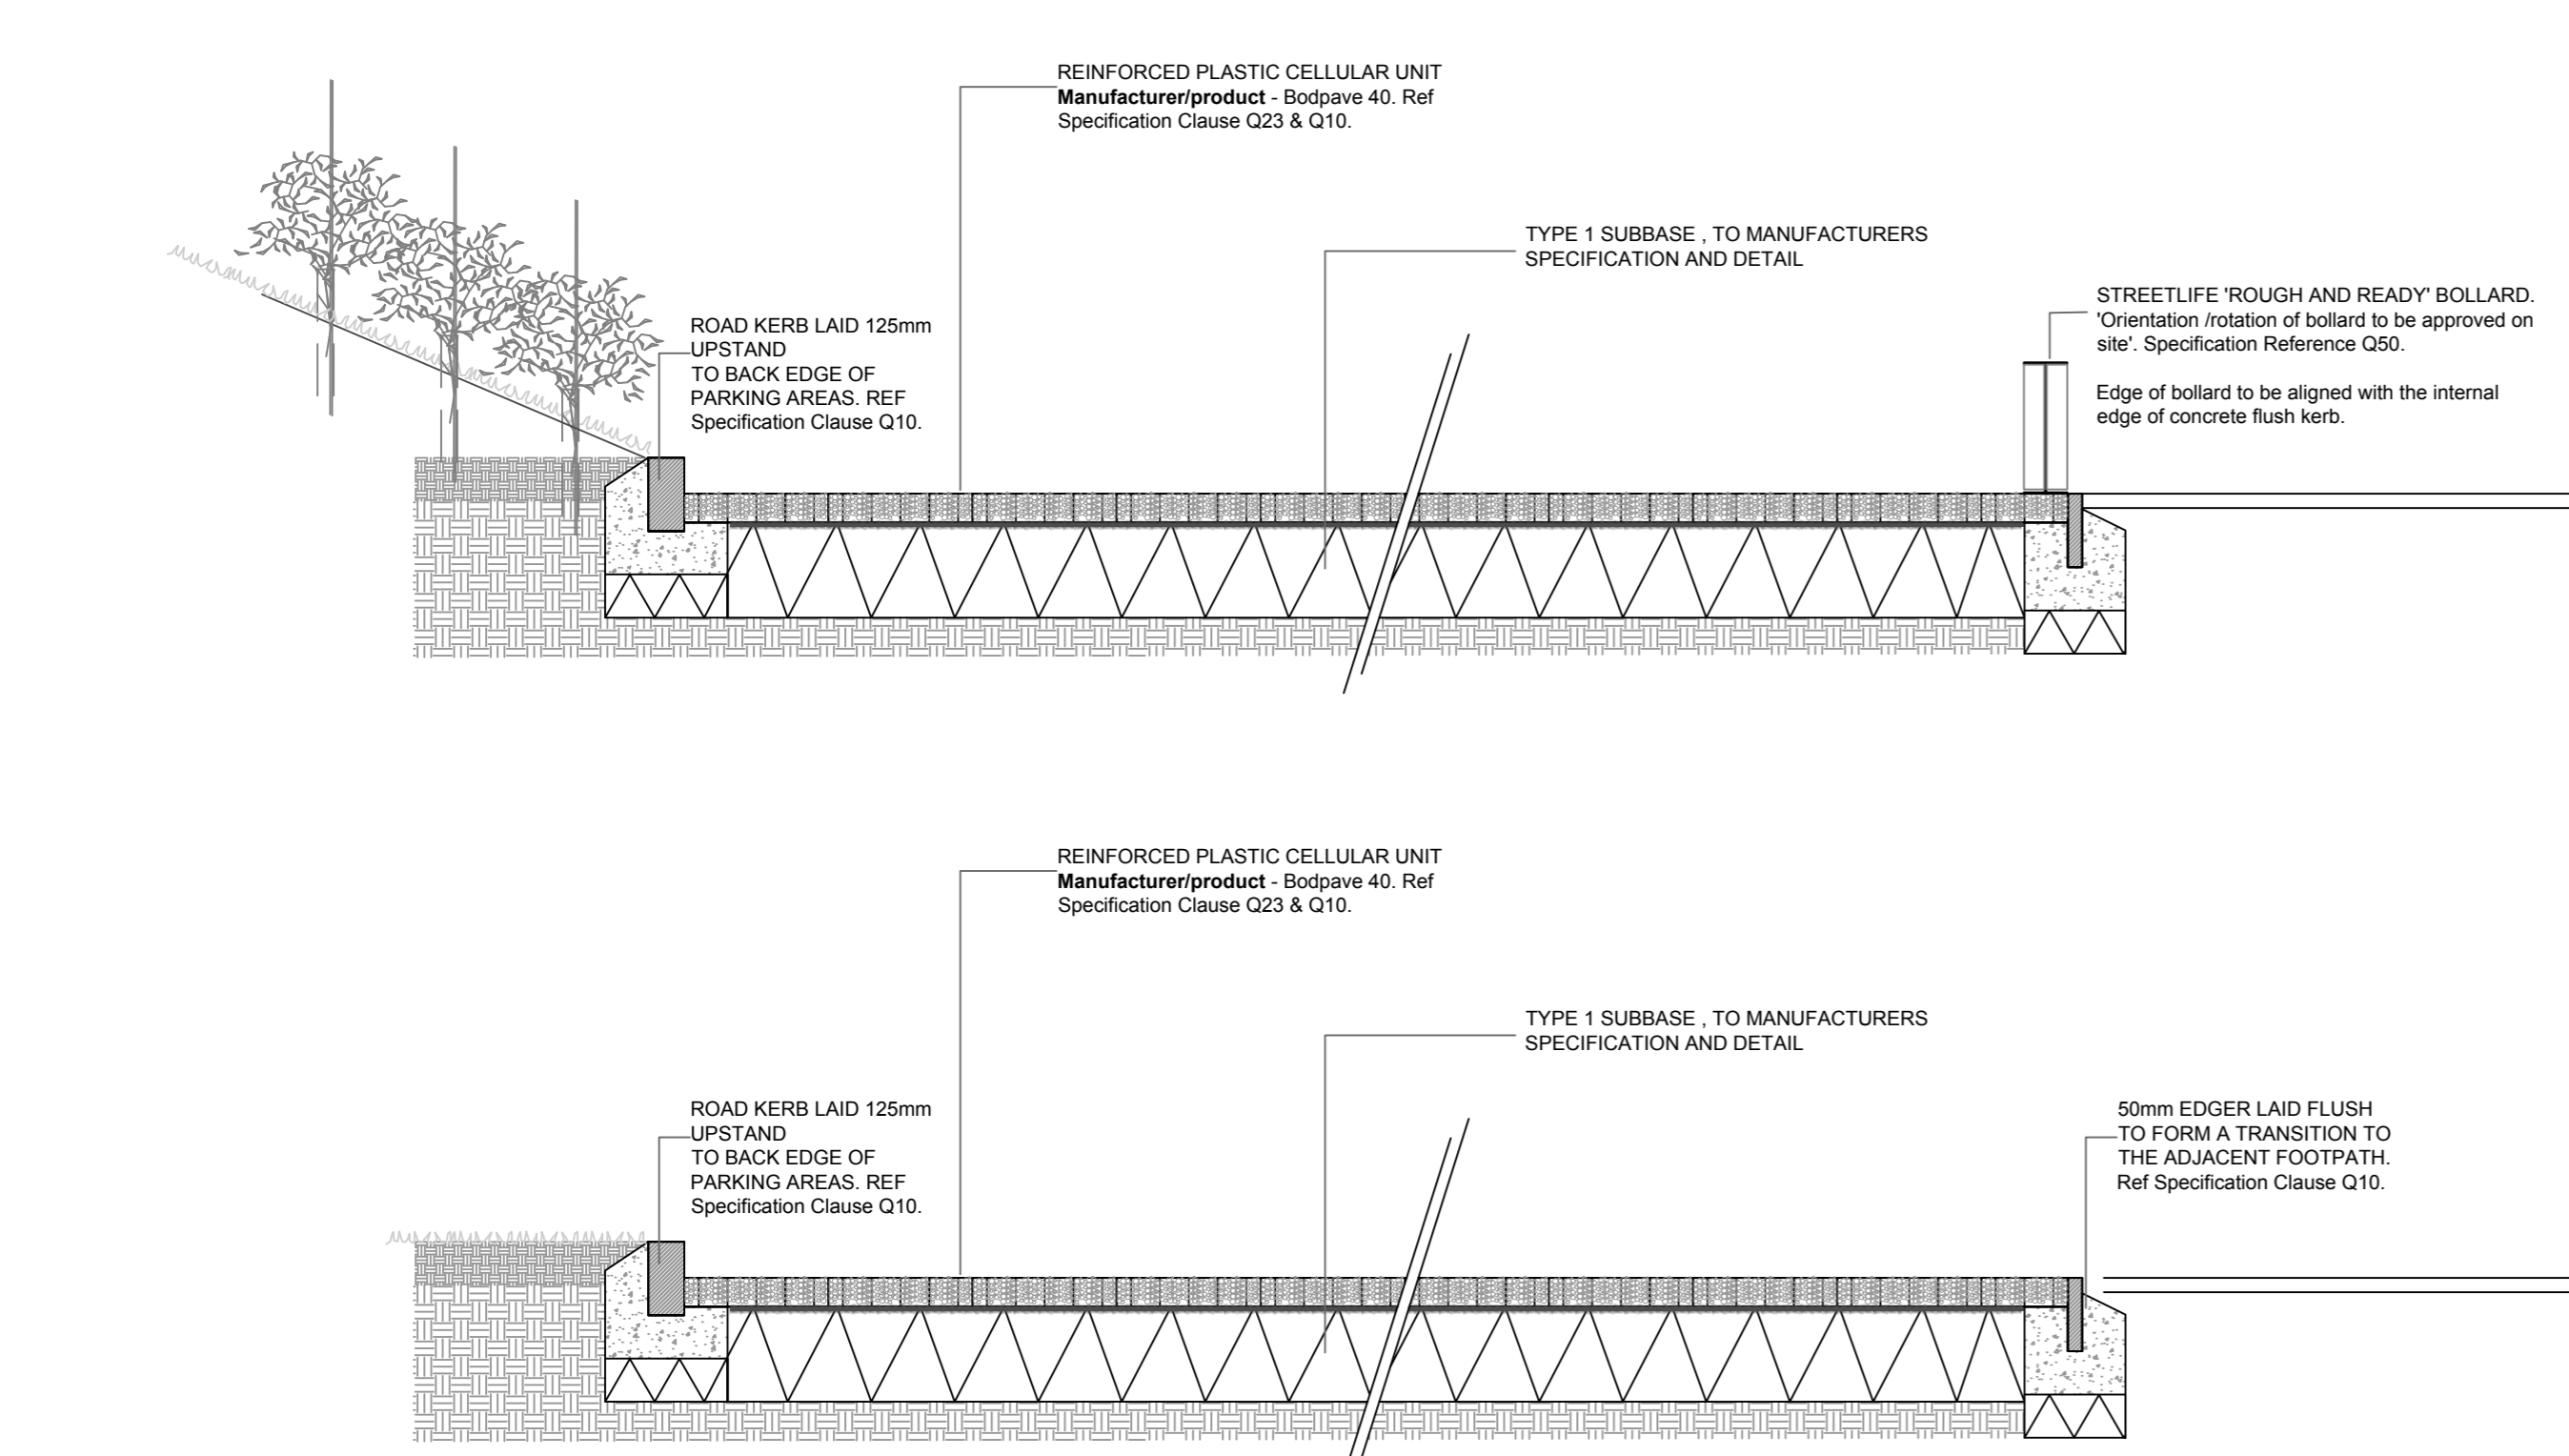 REINFORCED PLASTIC CELLULAR UNIT
Manufacturer/product - Bodpave 40. Ref
Specification Clause Q23 & Q10.
TYPE 1 SUBBASE , TO MANUFACTURERS
SPECIFICATION AND DETAIL
STREETLIFE 'ROUGH AND READY' BOLLARD.
'Orientation /rotation of bollard to be approved on
site'. Specification Reference Q50.
Edge of bollard to be aligned with the internal
edge of concrete flush kerb.
ROAD KERB LAID 125mm
UPSTAND
TO BACK EDGE OF
PARKING AREAS. REF
Specification Clause Q10.
REINFORCED PLASTIC CELLULAR UNIT
Manufacturer/product - Bodpave 40. Ref
Specification Clause Q23 & Q10.
TYPE 1 SUBBASE , TO MANUFACTURERS
SPECIFICATION AND DETAIL
ROAD KERB LAID 125mm
UPSTAND
TO BACK EDGE OF
PARKING AREAS. REF
Specification Clause Q10.
50mm EDGER LAID FLUSH
TO FORM A TRANSITION TO
THE ADJACENT FOOTPATH.
Ref Specification Clause Q10.